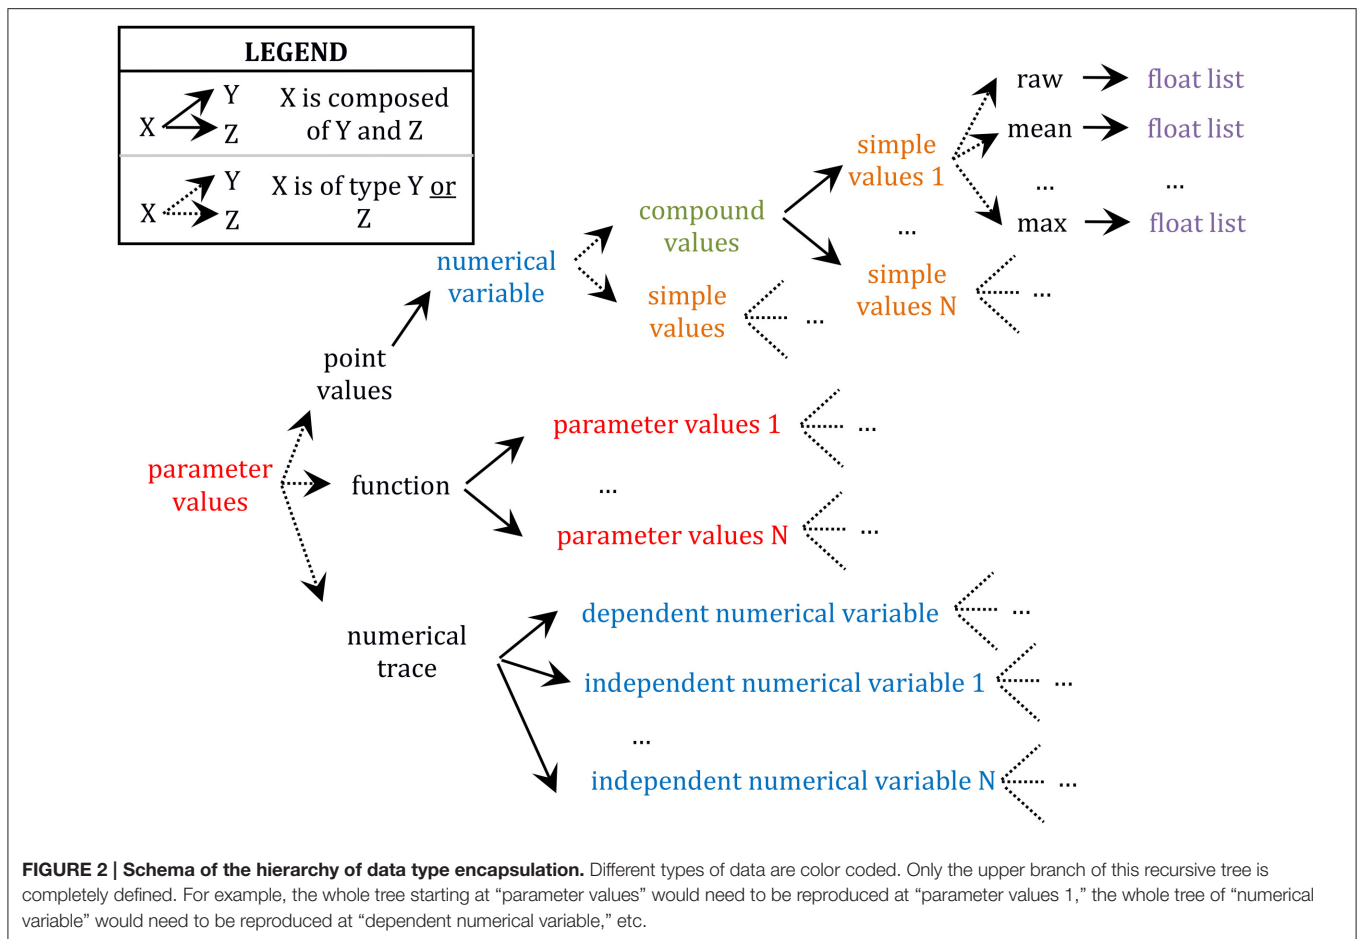 LEGEND
X
Y
Z
X is composed
of Y and Z
X
Y
Z
X is of type Y or
Z
parameter
values
point
values
numerical
variable
compound
values
simple
values 1
raw
float list
mean
float list
...
...
max
float list
...
simple
values N
...
simple
values
...
function
parameter values 1
...
...
parameter values N
...
numerical
trace
dependent numerical variable
...
independent numerical variable 1
...
...
independent numerical variable N
...
FIGURE 2 | Schema of the hierarchy of data type encapsulation. Different types of data are color coded. Only the upper branch of this recursive tree is
completely defined. For example, the whole tree starting at “parameter values” would need to be reproduced at “parameter values 1,” the whole tree of “numerical
variable” would need to be reproduced at “dependent numerical variable,” etc.